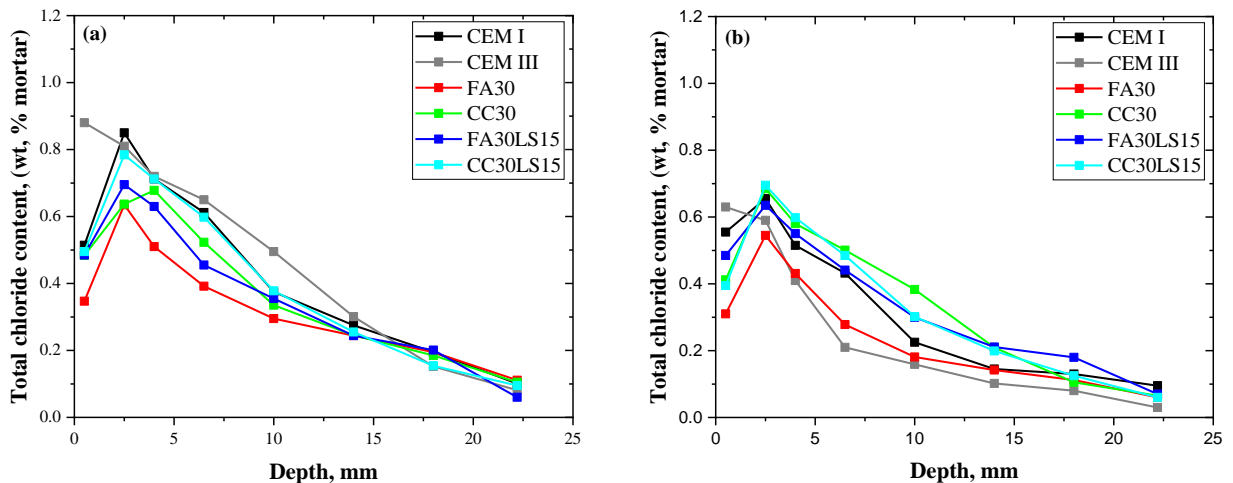 (a)
CEM I
CEM III
FA30
CC30
FA30LS15
CC30LS15
Total chloride content, (wt, % mortar)
1.2
1.0
0.8
0.6
0.4
0.2
0.0
0 5 10 15 20 25
Depth, mm
(b)
CEM I
CEM III
FA30
CC30
FA30LS15
CC30LS15
Total chloride content, (wt, % mortar)
1.2
1.0
0.8
0.6
0.4
0.2
0.0
0 5 10 15 20 25
Depth, mm